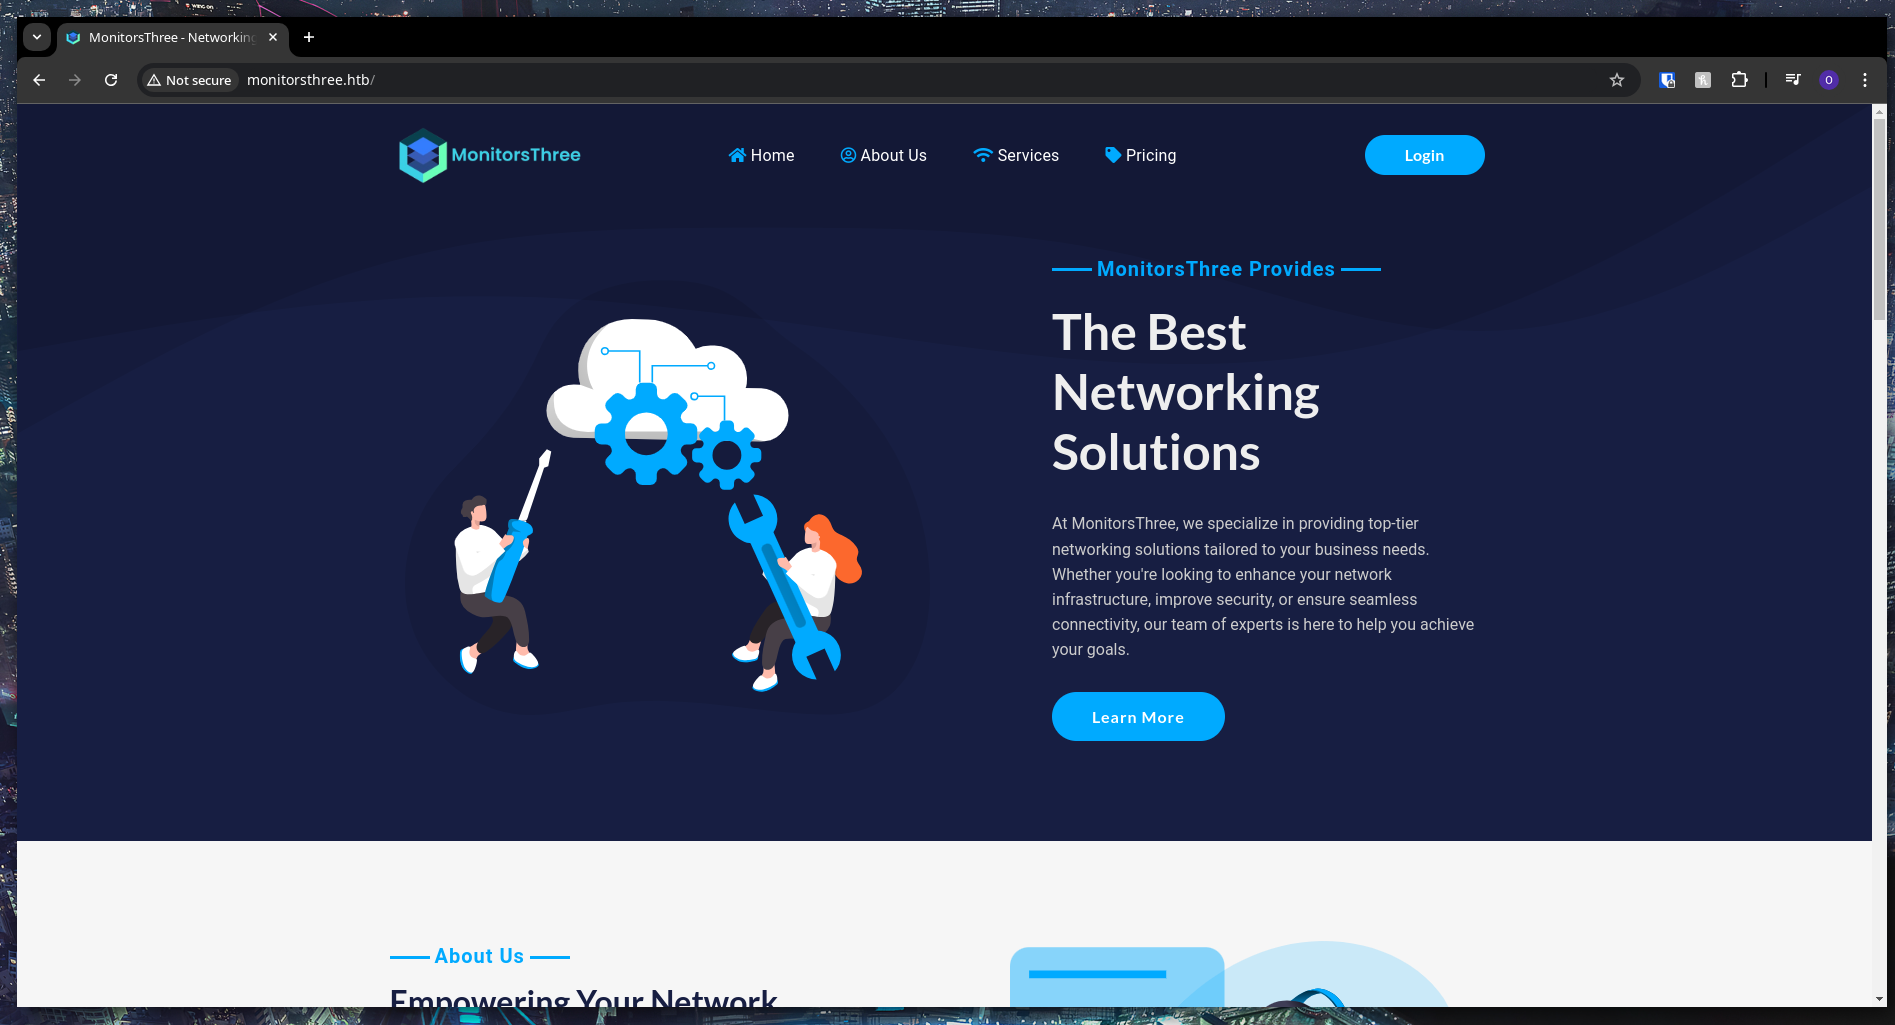 MonitorsThree - Networking
Not secure monitorsthree.htb/
O
MonitorsThree
Home About Us Services Pricing
Login
MonitorsThree Provides
The Best
Networking
Solutions
At MonitorsThree, we specialize in providing top-tier
networking solutions tailored to your business needs.
Whether you're looking to enhance your network
infrastructure, improve security, or ensure seamless
connectivity, our team of experts is here to help you achieve
your goals.
Learn More
About Us
Empowering Your Network